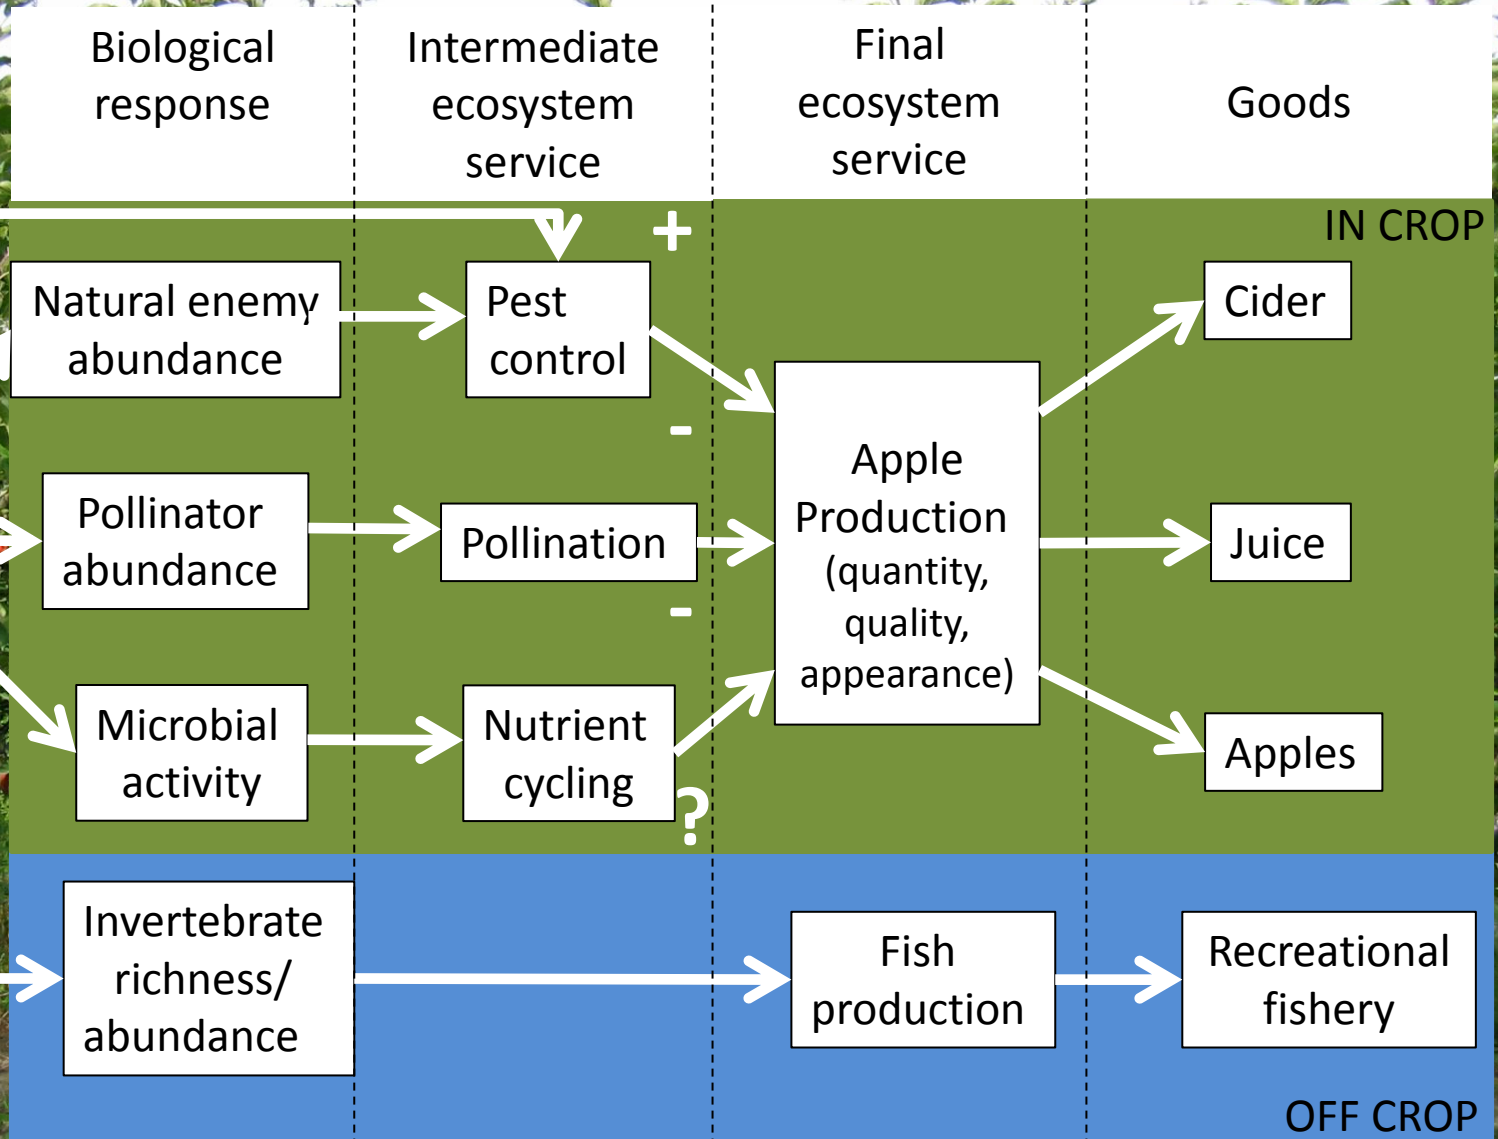 Biological
response
Intermediate
ecosystem
service
Final
ecosystem
service
Goods
IN CROP
+
Natural enemy
abundance
Pest
control
Cider
-
Apple
Production
(quantity,
quality,
appearance)
Pollinator
abundance
Pollination
Juice
-
Microbial
activity
Nutrient
cycling
?
Apples
Invertebrate
richness/
abundance
Fish
production
Recreational
fishery
OFF CROP